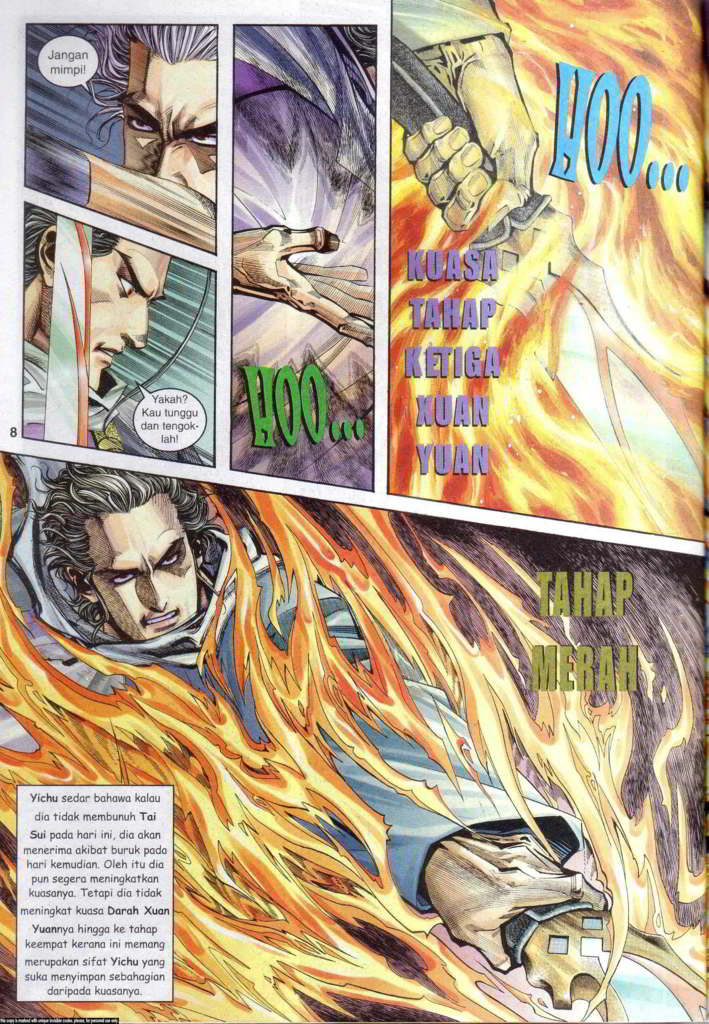 Jangan
mimpi!
Yakah?
Kau tunggu
dan tengok-
lah!
HOO...
HOO...
KUASA
TAHAP
KETIGA
XUAN
YUAN
8
TAHAP
MERAH
Yichu sedar bahawa kalau
dia tidak membunuh Tai
Sui pada hari ini, dia akan
menerima akibat buruk pada
hari kemudian. Oleh itu dia
pun segera meningkatkan
kuasanya. Tetapi dia tidak
meningkat kuasa Darah Xuan
Yuannya hingga ke tahap
keempat kerana ini memang
merupakan sifat Yichu yang
suka menyimpan sebahagian
daripada kuasanya.